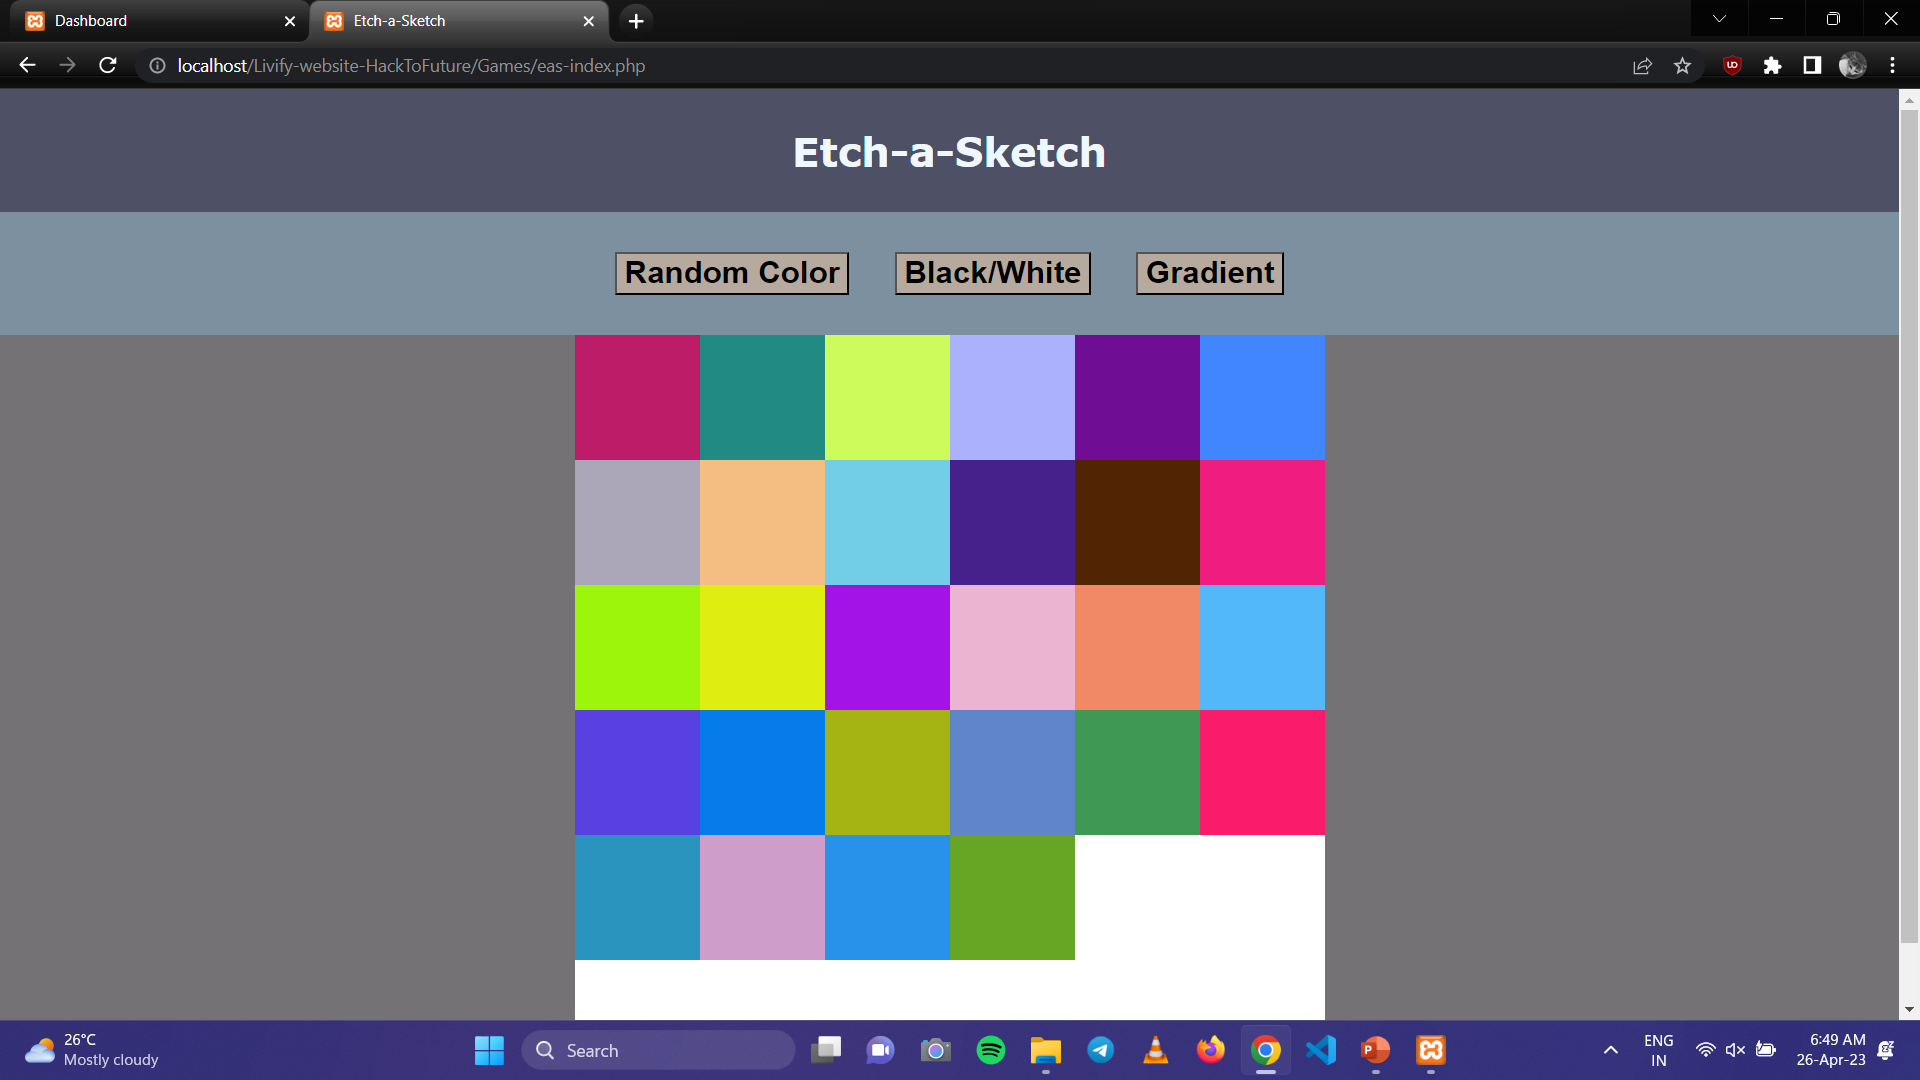 Dashboard
Etch-a-Sketch
localhost/Livify-website-HackToFuture/Games/eas-index.php
UD
Etch-a-Sketch
Random Color
Black/White
Gradient
26°C
Mostly cloudy
Search
P
ENG
IN
6:49 AM
26-Apr-23